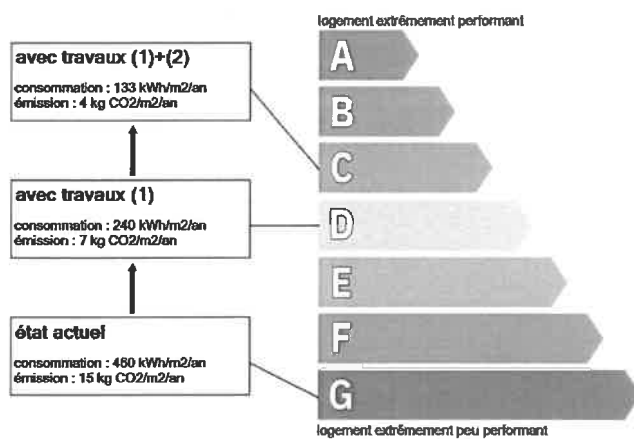 logement extrêmement performant
avec travaux (1)+(2)
consommation : 133 kWh/m2/an
émission : 4 kg CO2/m2/an
avec travaux (1)
consommation : 240 kWh/m2/an
émission : 7 kg CO2/m2/an
état actuel
consommation : 460 kWh/m2/an
émission : 15 kg CO2/m2/an
A
B
C
D
E
F
G
logement extrêmement peu performant